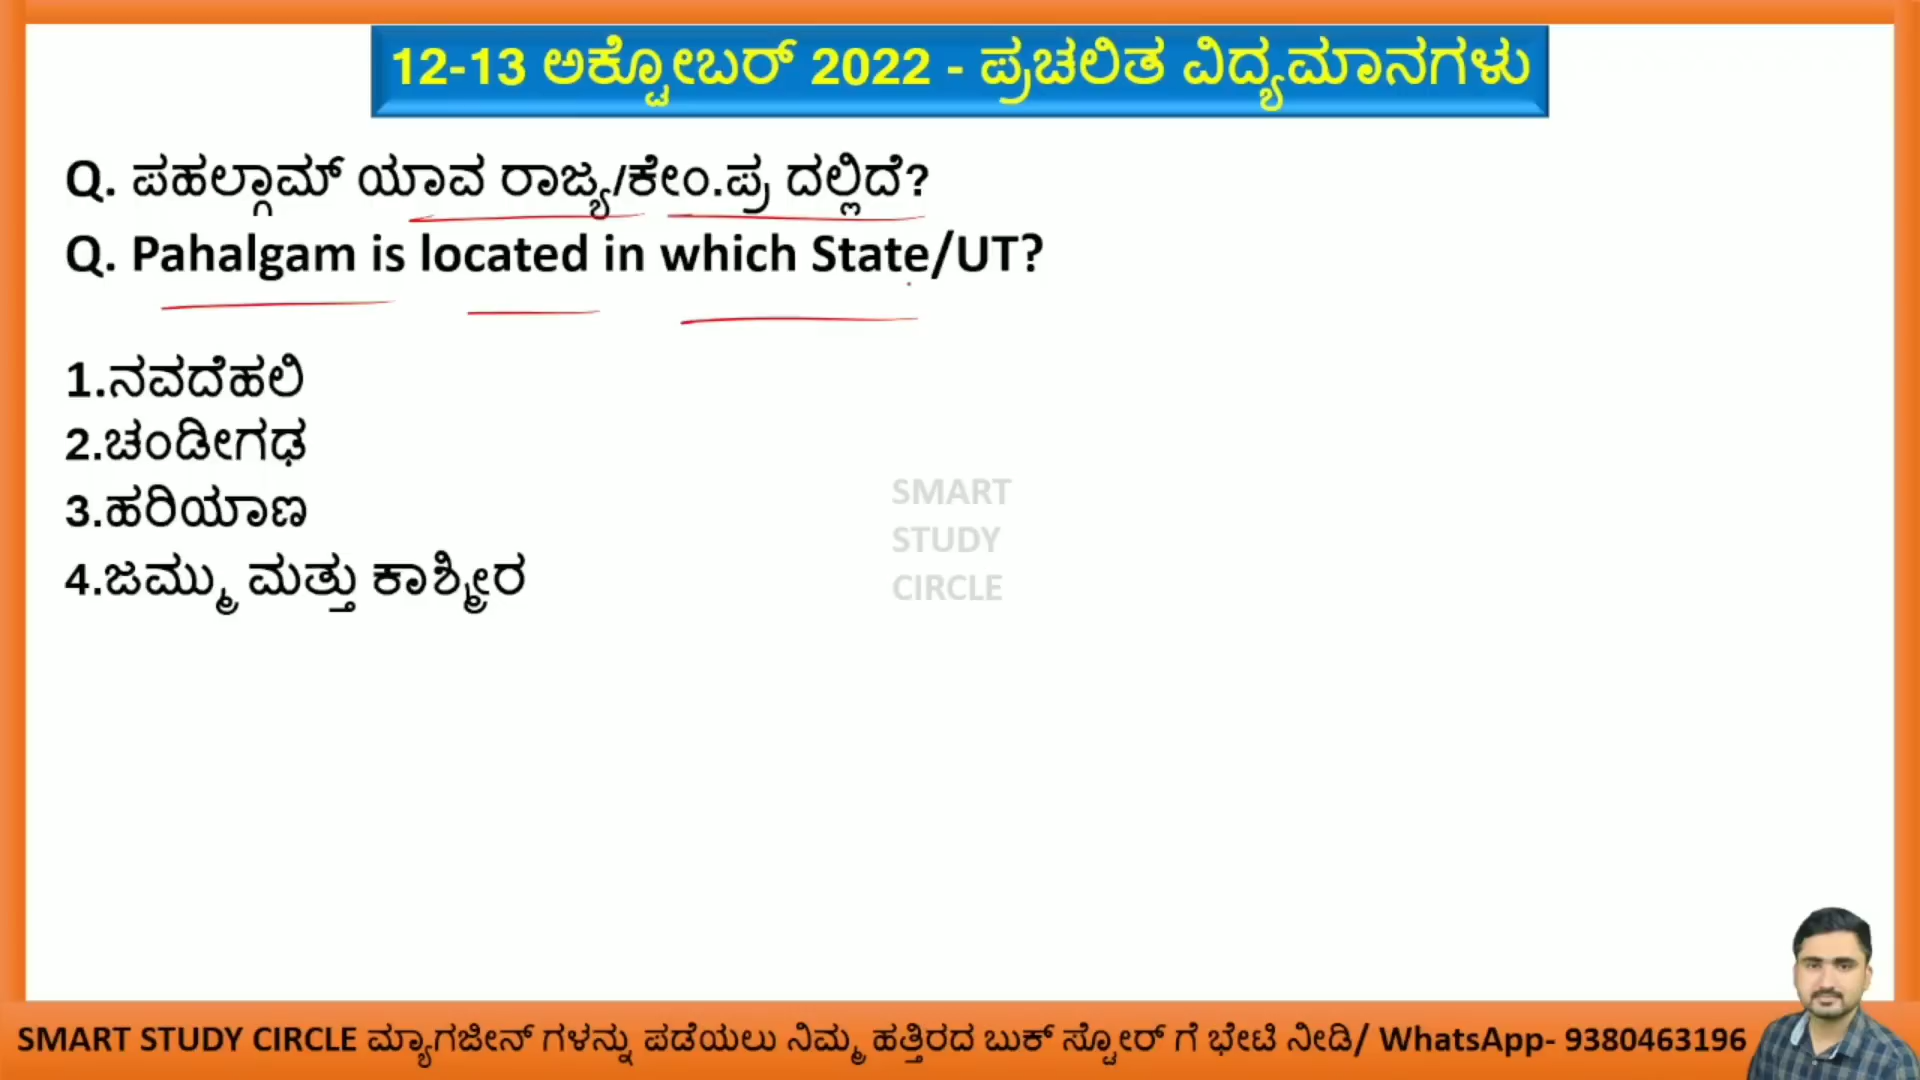 12-13 ಅಕ್ಟೋಬರ್ 2022 - ಪ್ರಚಲಿತ ವಿದ್ಯಮಾನಗಳು
Q. ಪಹಲ್ಗಾಮ್ ಯಾವ ರಾಜ್ಯ/ಕೇಂ.ಪ್ರ ದಲ್ಲಿದೆ?
Q. Pahalgam is located in which State/UT?
1.ನವದೆಹಲಿ
2.ಚಂಡೀಗಢ
3.ಹರಿಯಾಣ
4.ಜಮ್ಮು ಮತ್ತು ಕಾಶ್ಮೀರ
SMART
STUDY
CIRCLE
SMART STUDY CIRCLE ಮ್ಯಾಗಜೀನ್ ಗಳನ್ನು ಪಡೆಯಲು ನಿಮ್ಮ ಹತ್ತಿರದ ಬುಕ್ ಸ್ಟೋರ್ ಗೆ ಭೇಟಿ ನೀಡಿ/ WhatsApp- 9380463196